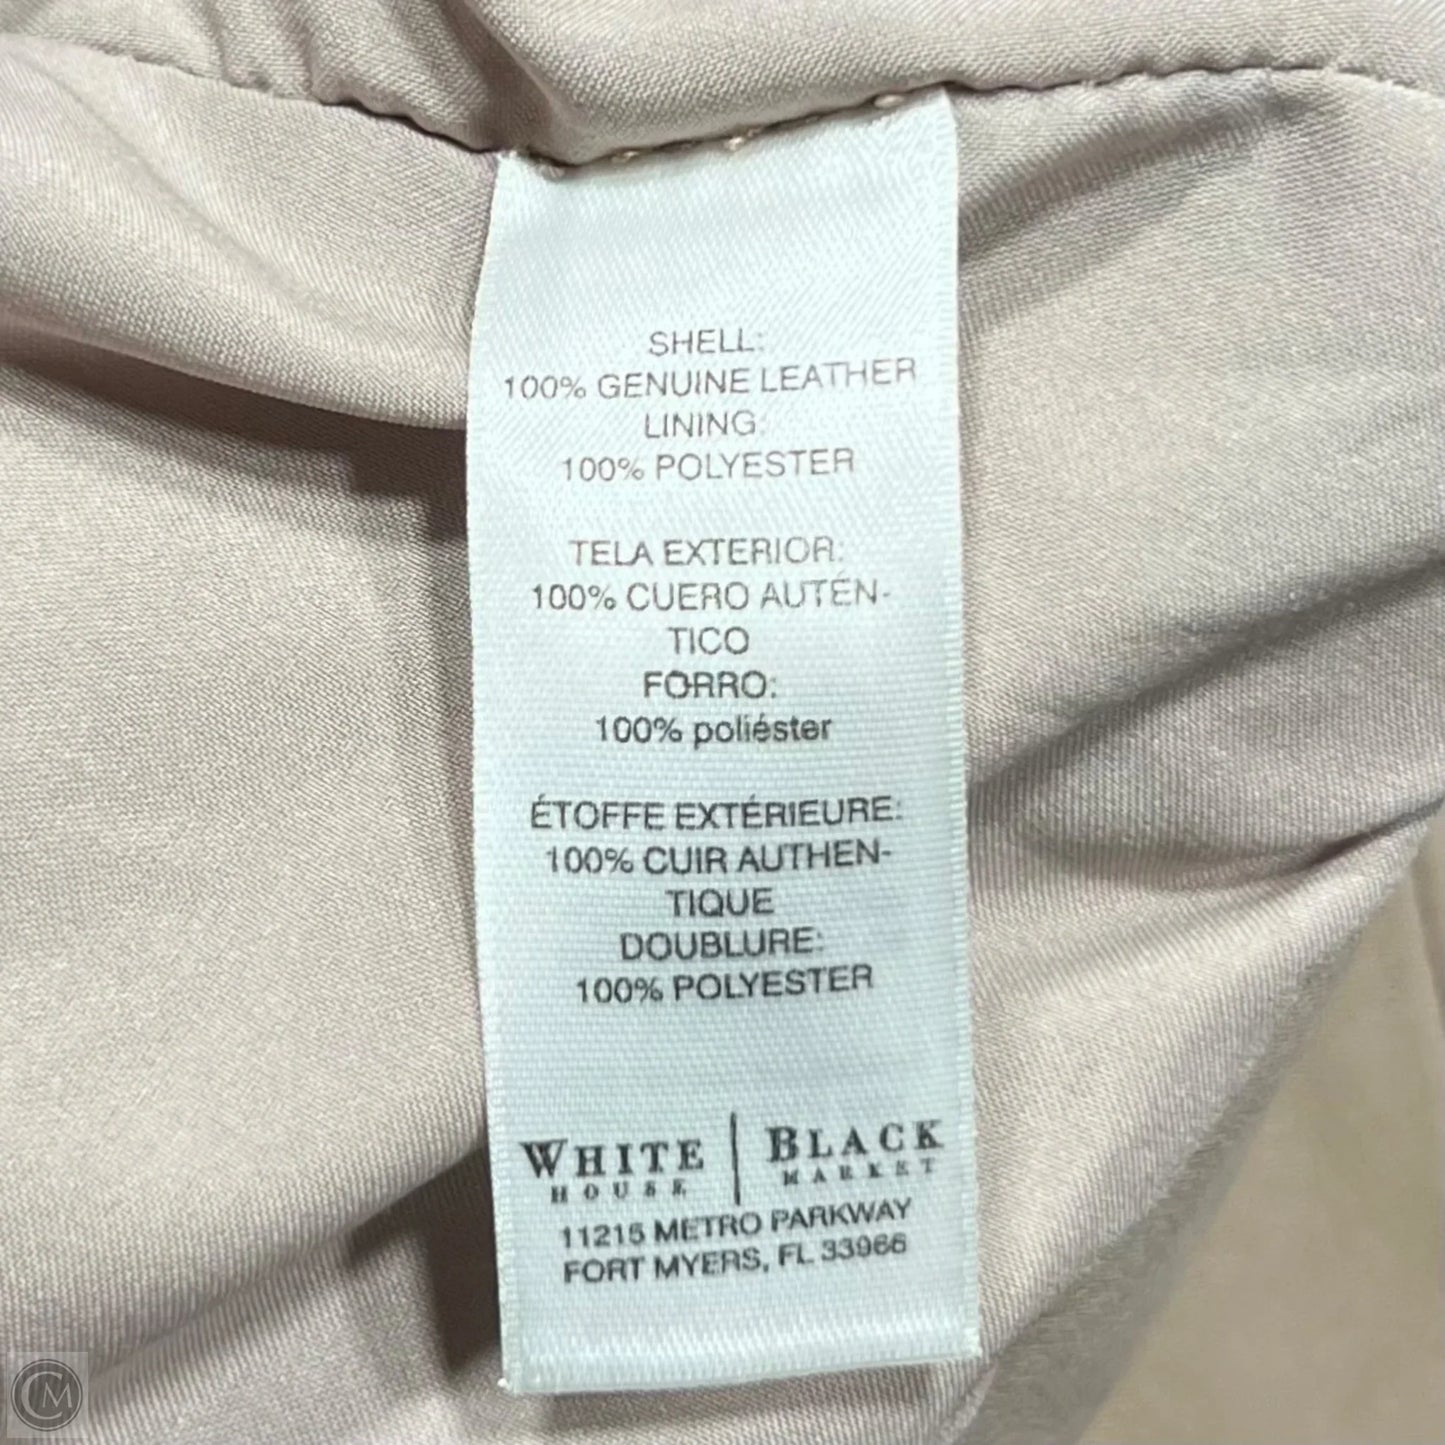 SHELL:
100% GENUINE LEATHER
LINING:
100% POLYESTER
TELA EXTERIOR:
100% CUERO AUTÉN-
TICO
FORRO:
100% poliéster
ÉTOFFE EXTÉRIEURE:
100% CUIR AUTHEN-
TIQUE
DOUBLURE:
100% POLYESTER
WHITE | BLACK
HOUSE MARKET
11215 METRO PARKWAY
FORT MYERS, FL 33966
CM